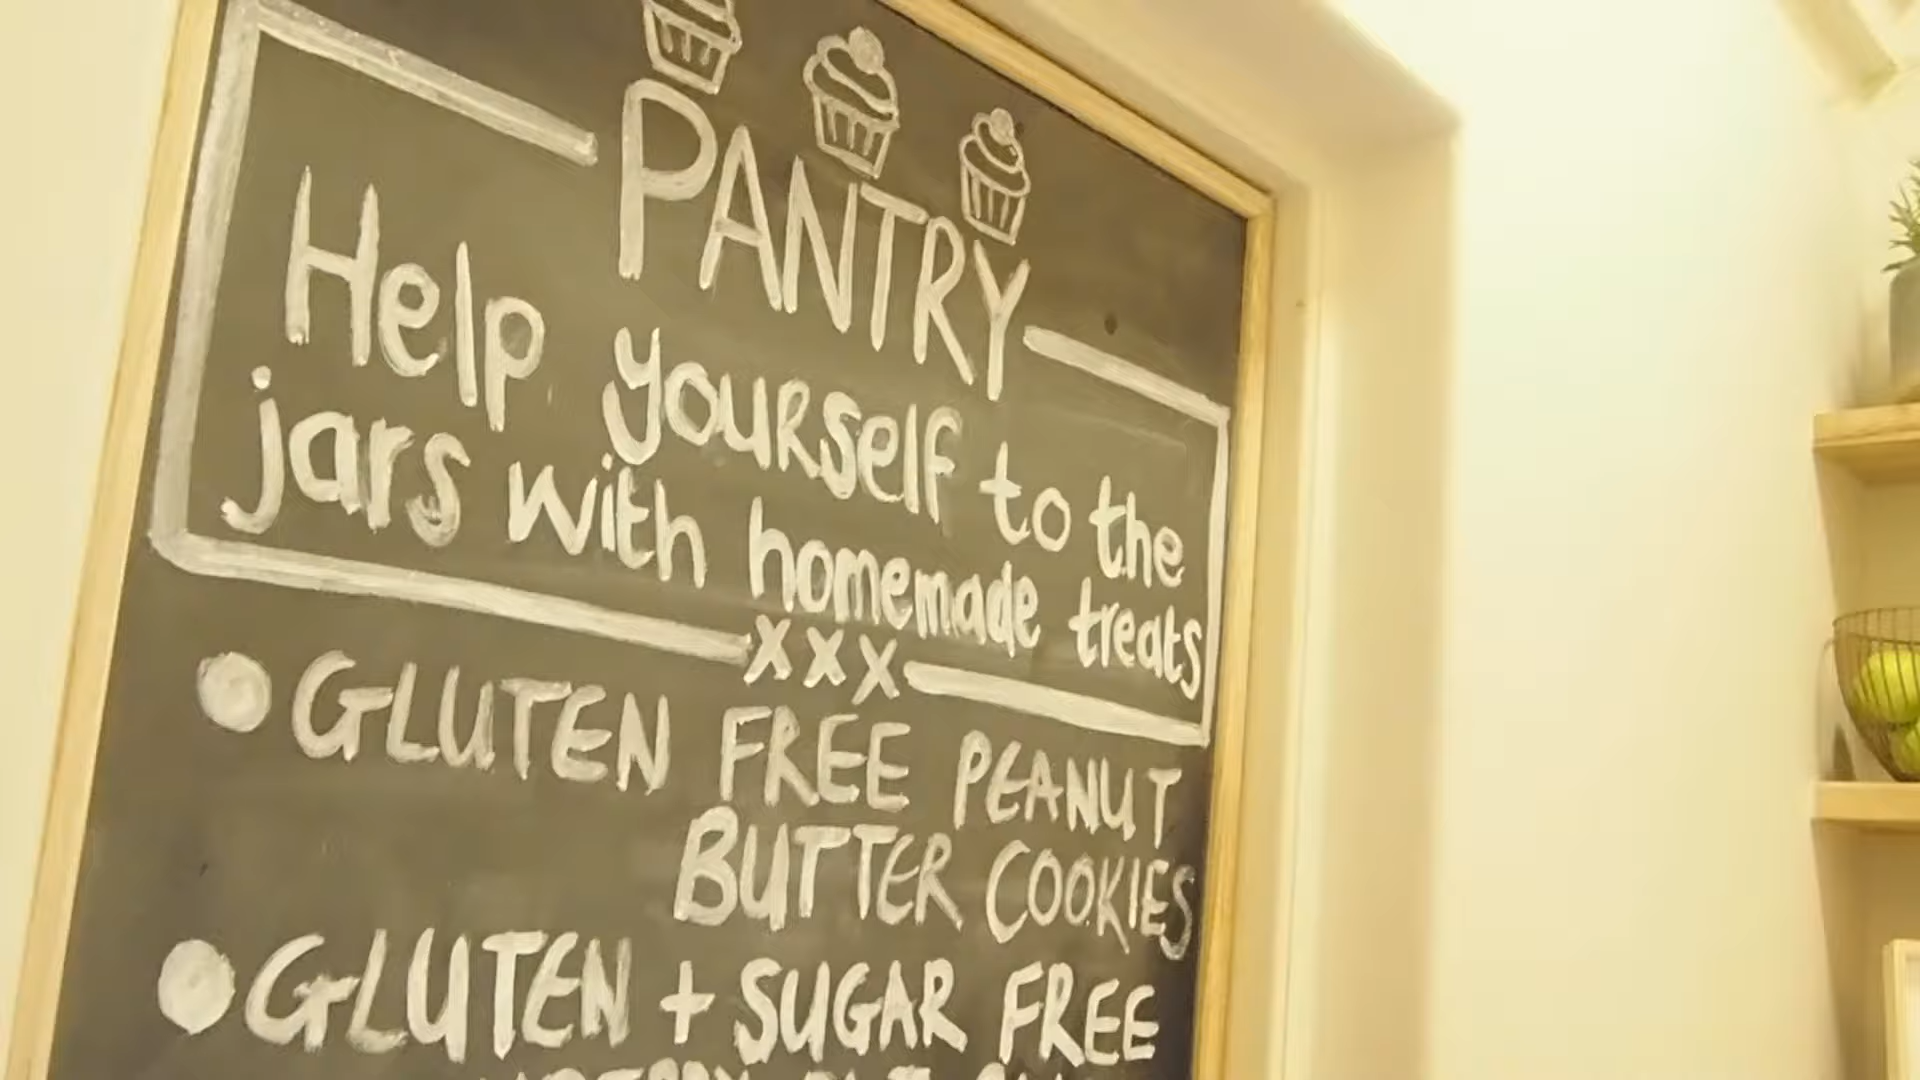 PANTRY
Help yourself to the
jars with homemade treats
xxx
GLUTEN FREE PEANUT
BUTTER COOKIES
GLUTEN + SUGAR FREE